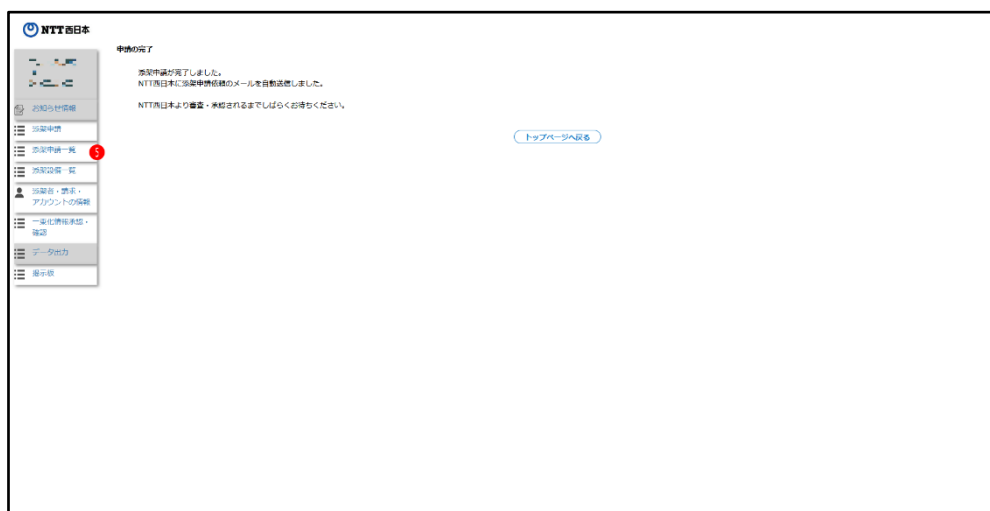 NTT西日本
お知らせ情報
添架申請
添架申請一覧
5
添架設備一覧
添架者・請求・
アカウントの情報
一束化情報承認・
確認
データ出力
掲示板
申請の完了
添架申請が完了しました。
NTT西日本に添架申請依頼のメールを自動送信しました。
NTT西日本より審査・承認されるまでしばらくお待ちください。
トップページへ戻る